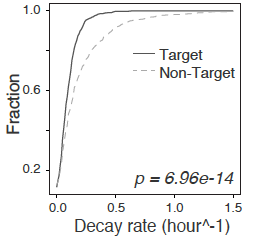 1.0
Target
Non-Target
0.6
Fraction
0.2
p = 6.96e-14
0.0 0.5 1.0 1.5
Decay rate (hour^-1)